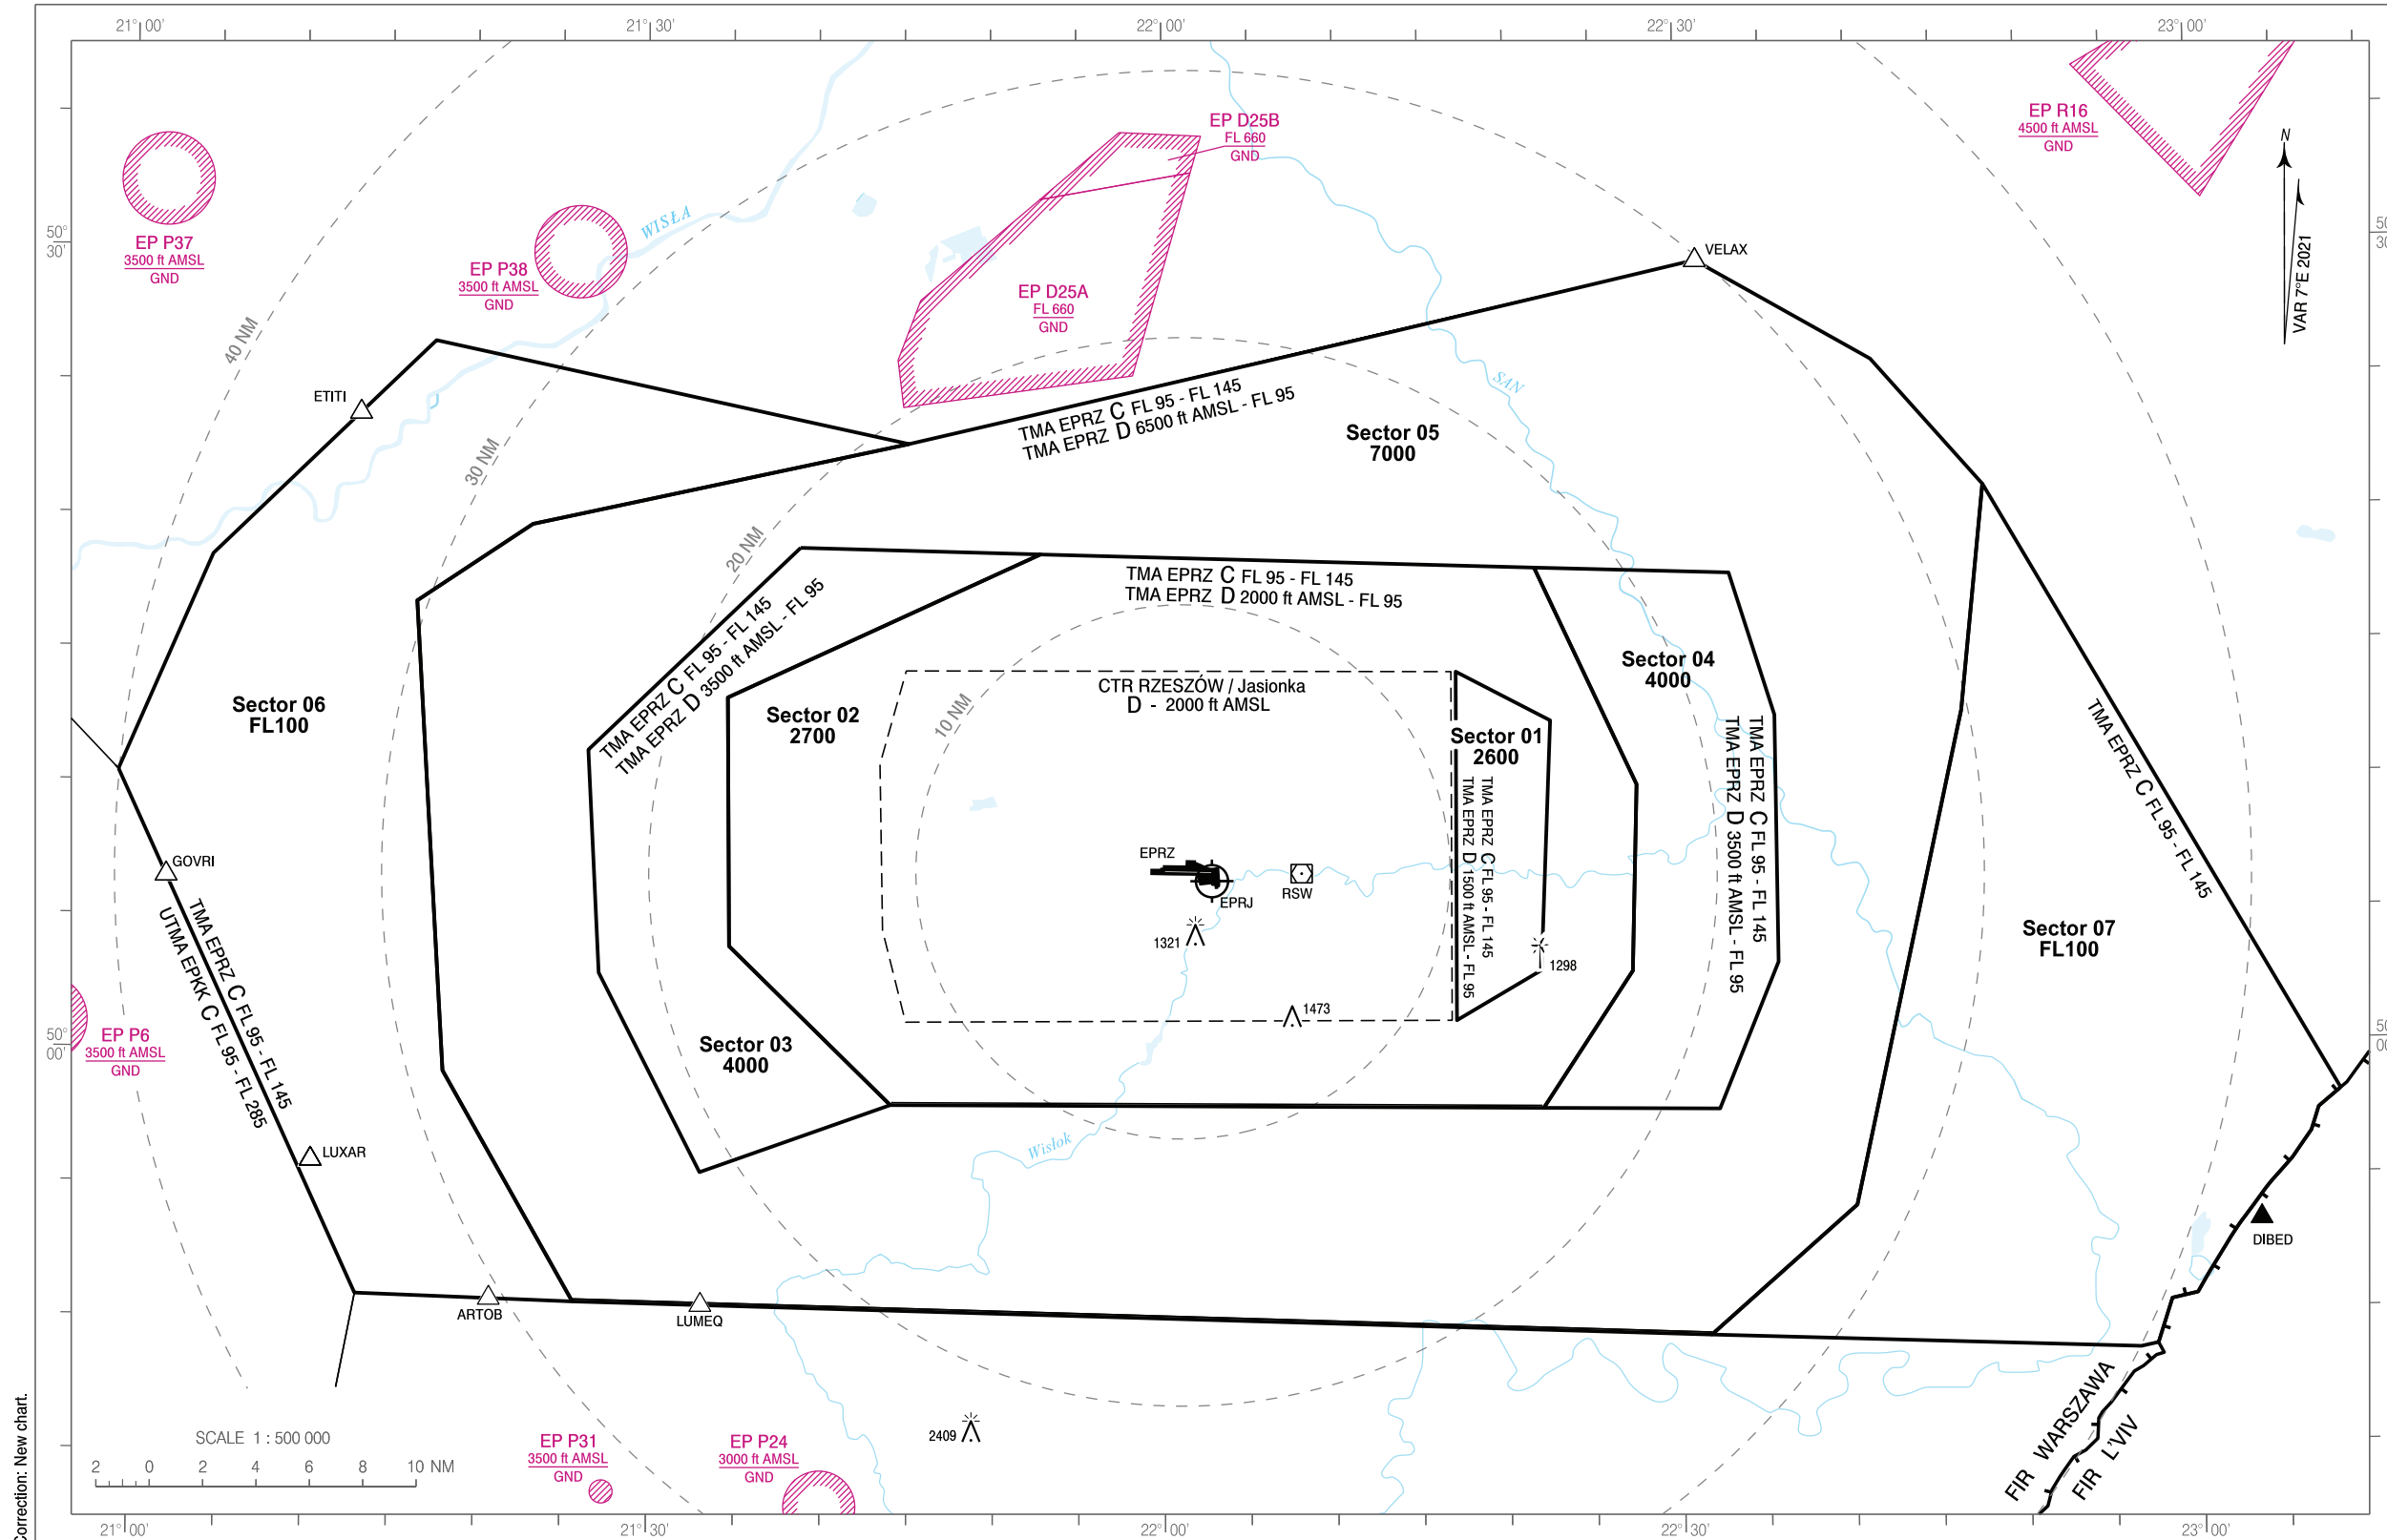 21° 00'
21° 30'
22° 00'
22° 30'
23° 00'
EP D25B
FL 660
GND
EP R16
4500 ft AMSL
GND
N
VAR 7°E 2021
50°
30'
EP P37
3500 ft AMSL
GND
WISŁA
EP P38
3500 ft AMSL
GND
EP D25A
FL 660
GND
VELAX
40 NM
ETITI
SAN
TMA EPRZ C FL 95 - FL 145
TMA EPRZ D 6500 ft AMSL - FL 95
Sector 05
7000
30 NM
20 NM
TMA EPRZ C FL 95 - FL 145
TMA EPRZ D 2000 ft AMSL - FL 95
TMA EPRZ C FL 95 - FL 145
TMA EPRZ D 3500 ft AMSL - FL 95
Sector 04
4000
CTR RZESZÓW / Jasionka
D - 2000 ft AMSL
Sector 06
FL100
Sector 02
2700
10 NM
Sector 01
2600
TMA EPRZ C FL 95 - FL 145
TMA EPRZ D 1500 ft AMSL - FL 95
TMA EPRZ C FL 95 - FL 145
TMA EPRZ D 3500 ft AMSL - FL 95
TMA EPRZ C FL 95 - FL 145
GOVRI
EPRZ
EPRJ
RSW
1321
1298
1473
Sector 07
FL100
TMA EPRZ C FL 95 - FL 145
UTMA EPKK C FL 95 - FL 285
50°
00'
EP P6
3500 ft AMSL
GND
Sector 03
4000
Wisłok
LUXAR
DIBED
ARTOB
LUMEQ
FIR WARSZAWA
FIR L'VIV
2409
SCALE 1 : 500 000
2 0 2 4 6 8 10 NM
EP P31
3500 ft AMSL
GND
EP P24
3000 ft AMSL
GND
Correction: New chart.
21° 00'
21° 30'
22° 00'
22° 30'
23° 00'